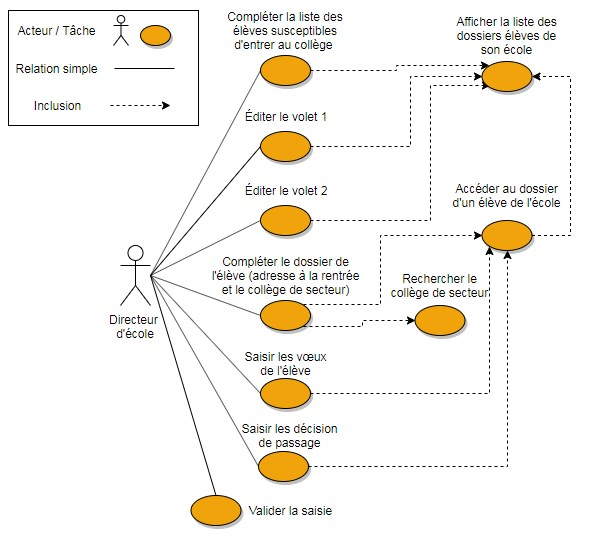 Acteur / Tâche
Relation simple
Inclusion
Compléter la liste des
élèves susceptibles
d'entrer au collège
Afficher la liste des
dossiers élèves de
son école
Éditer le volet 1
Éditer le volet 2
Accéder au dossier
d'un élève de l'école
Compléter le dossier de
l'élève (adresse à la rentrée
et le collège de secteur)
Rechercher le
collège de secteur
Directeur
d'école
Saisir les vœux
de l'élève
Saisir les décision
de passage
Valider la saisie